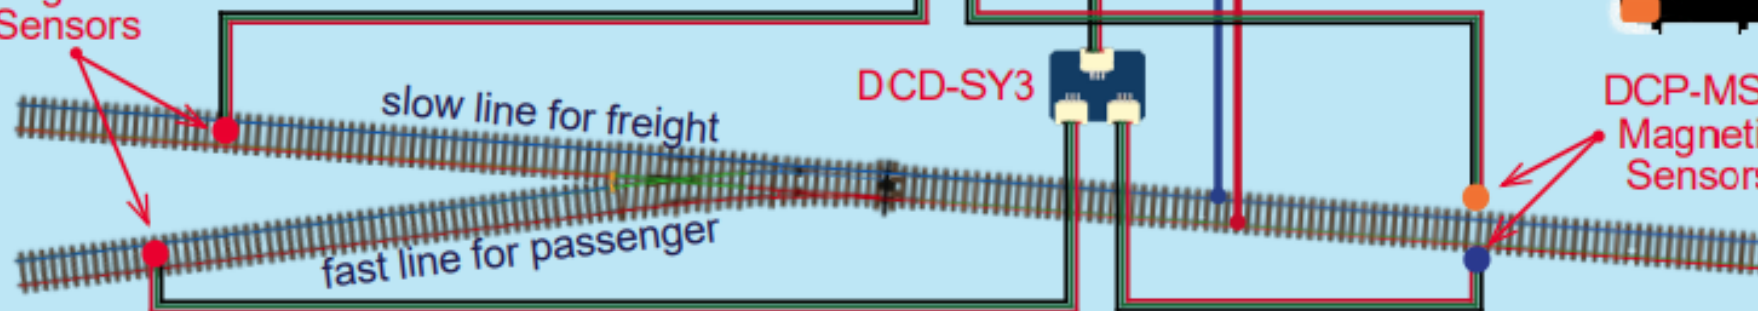 Sensors
slow line for freight
DCD-SY3
fast line for passenger
DCP-MS
Magneti
Sensors